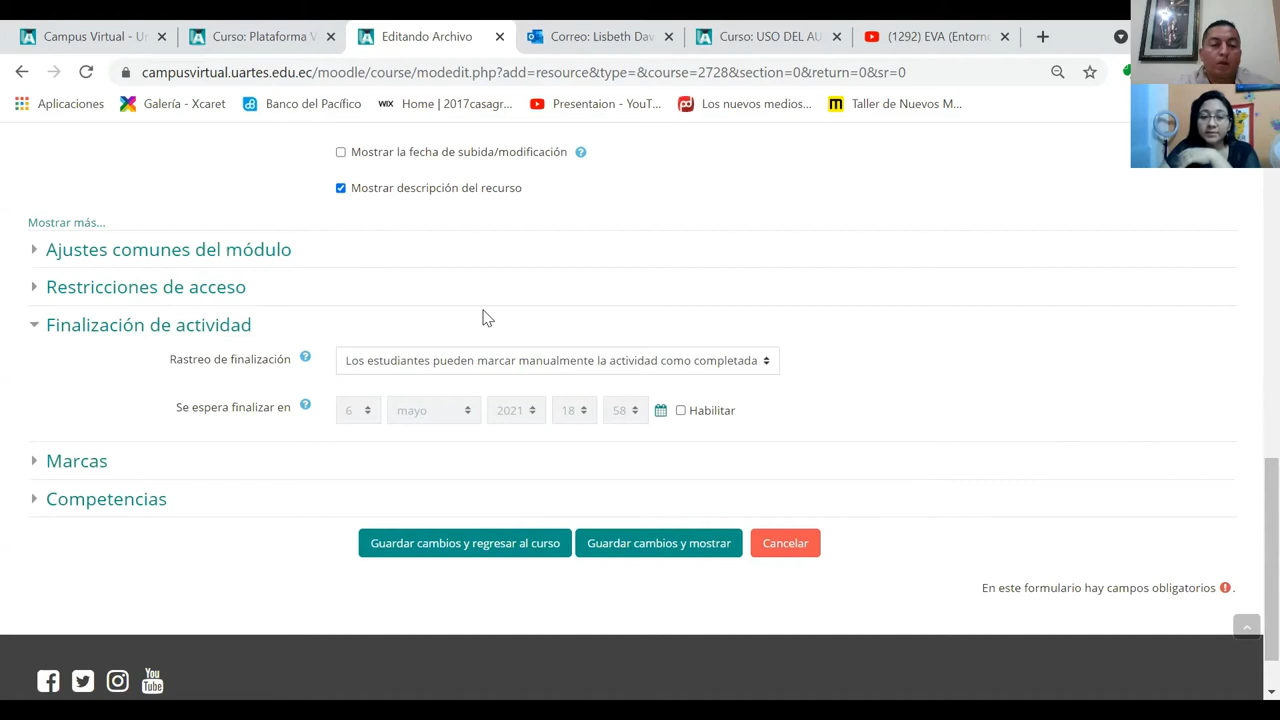 Campus Virtual - Ur
Curso: Plataforma V
Editando Archivo
Correo: Lisbeth Dav
Curso: USO DEL AU
(1292) EVA (Entorno
campusvirtual.uartes.edu.ec/moodle/course/modedit.php?add=resource&type=&course=2728&section=0&return=0&sr=0
Aplicaciones
Galería - Xcaret
Banco del Pacífico
WIX Home | 2017casagr...
Presentaion - YouT...
Los nuevos medios...
Taller de Nuevos M...
Mostrar la fecha de subida/modificación
Mostrar descripción del recurso
Mostrar más...
Ajustes comunes del módulo
Restricciones de acceso
Finalización de actividad
Rastreo de finalización
Los estudiantes pueden marcar manualmente la actividad como completada
Se espera finalizar en
6 mayo 2021 18 58 Habilitar
Marcas
Competencias
Guardar cambios y regresar al curso
Guardar cambios y mostrar
Cancelar
En este formulario hay campos obligatorios .
You Tube